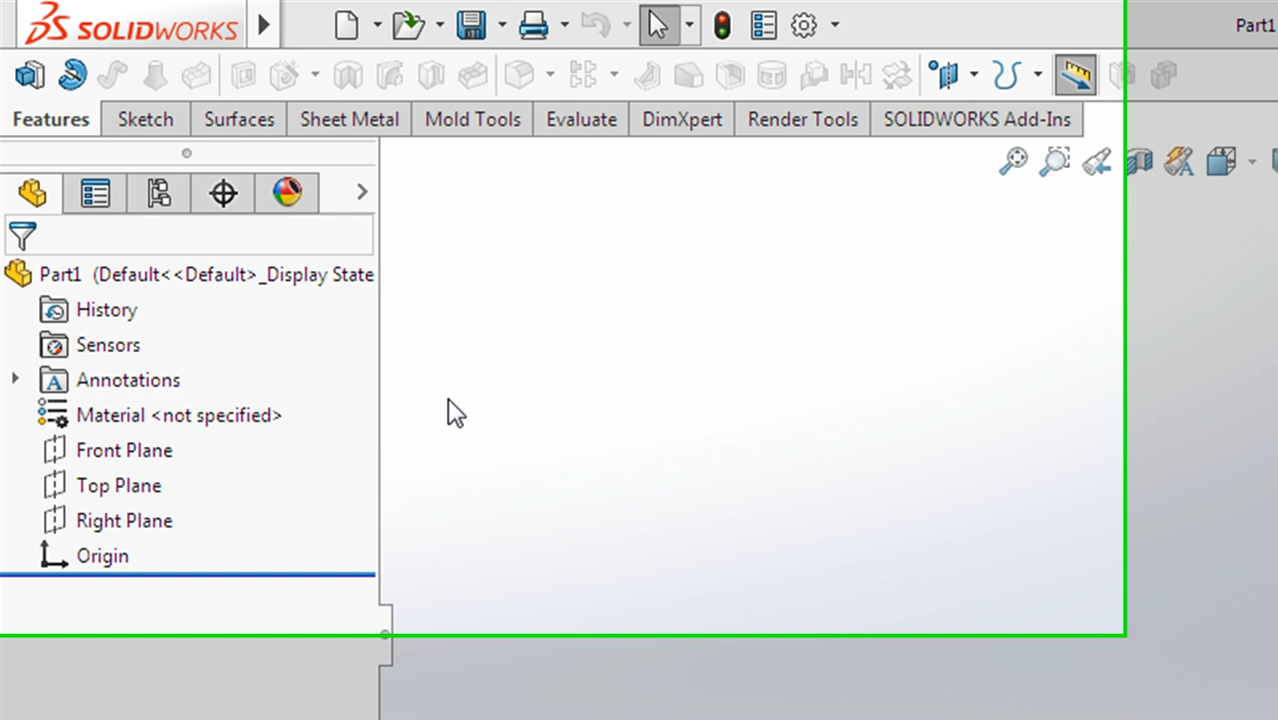 SOLIDWORKS
Part1
Features Sketch Surfaces Sheet Metal Mold Tools Evaluate DimXpert Render Tools SOLIDWORKS Add-Ins
Part1 (Default<<Default>_Display State
History
Sensors
Annotations
Material <not specified>
Front Plane
Top Plane
Right Plane
Origin